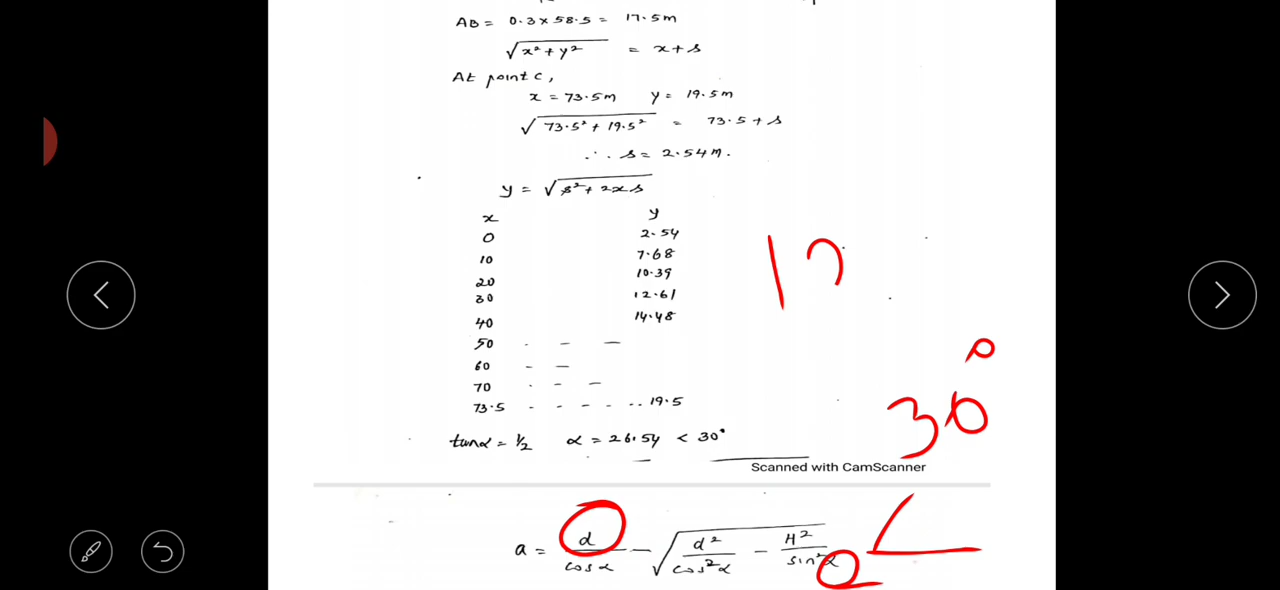 AB = 0.3 x 58.5 = 17.5m
√x² + y² = x + s
At point C,
x = 73.5m y = 19.5m
√73.5² + 19.5² = 73.5 + s
∴ s = 2.54m.
y = √s² + 2xs
x y
0 2.54
10 7.68
20 10.39
30 12.61
40 14.48
50 - - —
60 - -
70 - - -
73.5 - - - - .. 19.5
tanα = 1/2 α = 26.54 < 30°
30°
Scanned with CamScanner
a = d/cosα - √d²/cos²α - H²/sin²α